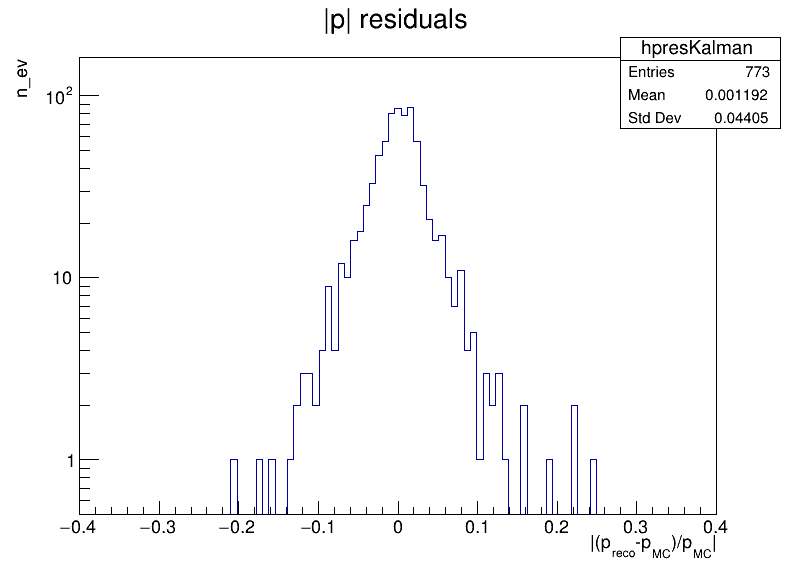 |p| residuals
hpresKalman
Entries 773
Mean 0.001192
Std Dev 0.04405
n_ev
10²
10
1
−0.4 −0.3 −0.2 −0.1 0 0.1 0.2 0.3 0.4
|(p_reco-p_MC)/p_MC|